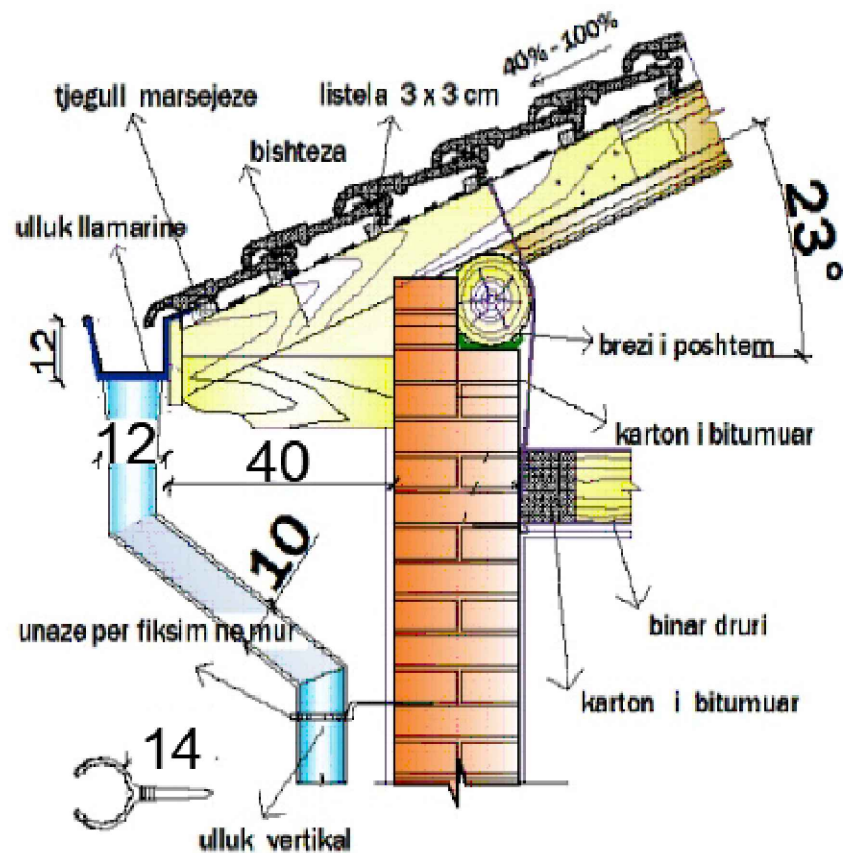 40% - 100%
tjegull marsejeze
listela 3 x 3 cm
bishteza
ulluk llamarine
23°
12
brezi i poshtem
12
40
karton i bitumuar
10
unaze per fiksim ne mur
binar druri
karton i bitumuar
14
ulluk vertikal